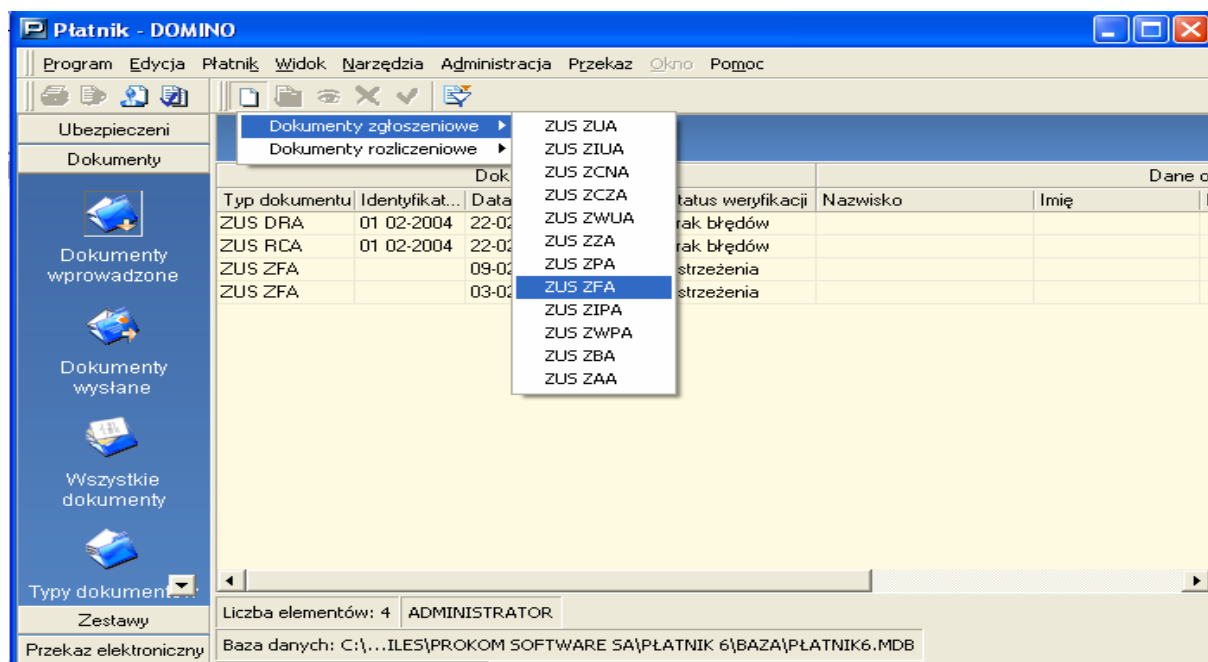 Płatnik - DOMINO
Program Edycja Płatnik Widok Narzędzia Administracja Przekaz Okno Pomoc
Ubezpieczeni
Dokumenty
Dokumenty wprowadzone
Dokumenty wysłane
Wszystkie dokumenty
Typy
Zestawy
Przekaz elektroniczny
Dokumenty zgłoszeniowe
Dokumenty rozliczeniowe
ZUS ZUA
ZUS ZIUA
ZUS ZCNA
ZUS ZCZA
ZUS ZWUA
ZUS ZZA
ZUS ZPA
ZUS ZFA
ZUS ZIPA
ZUS ZWPA
ZUS ZBA
ZUS ZAA
Dok Dane o
Typ dokumentu Identyfikat... Data tatus weryfikacji Nazwisko Imię
ZUS DRA 01 02-2004 22-02 rak błędów
ZUS RCA 01 02-2004 22-02 rak błędów
ZUS ZFA 09-02 strzeżenia
ZUS ZFA 03-02 strzeżenia
Liczba elementów: 4 ADMINISTRATOR
Baza danych: C:\...ILES\PROKOM SOFTWARE SA\PŁATNIK 6\BAZA\PŁATNIK6.MDB